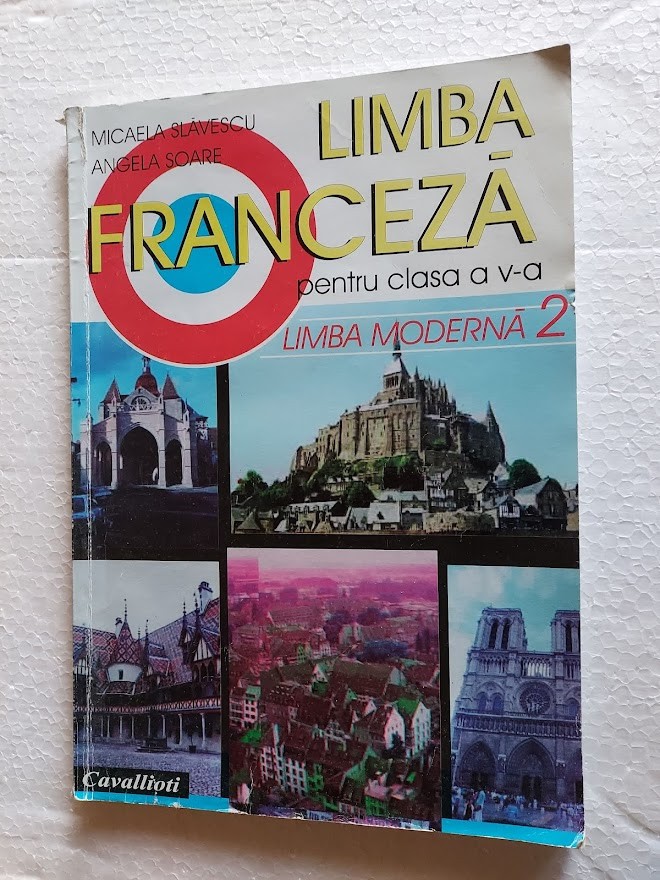 MICAELA SLĂVESCU
ANGELA SOARE
LIMBA
FRANCEZĂ
pentru clasa a v-a
LIMBA MODERNĂ 2
Cavallioti